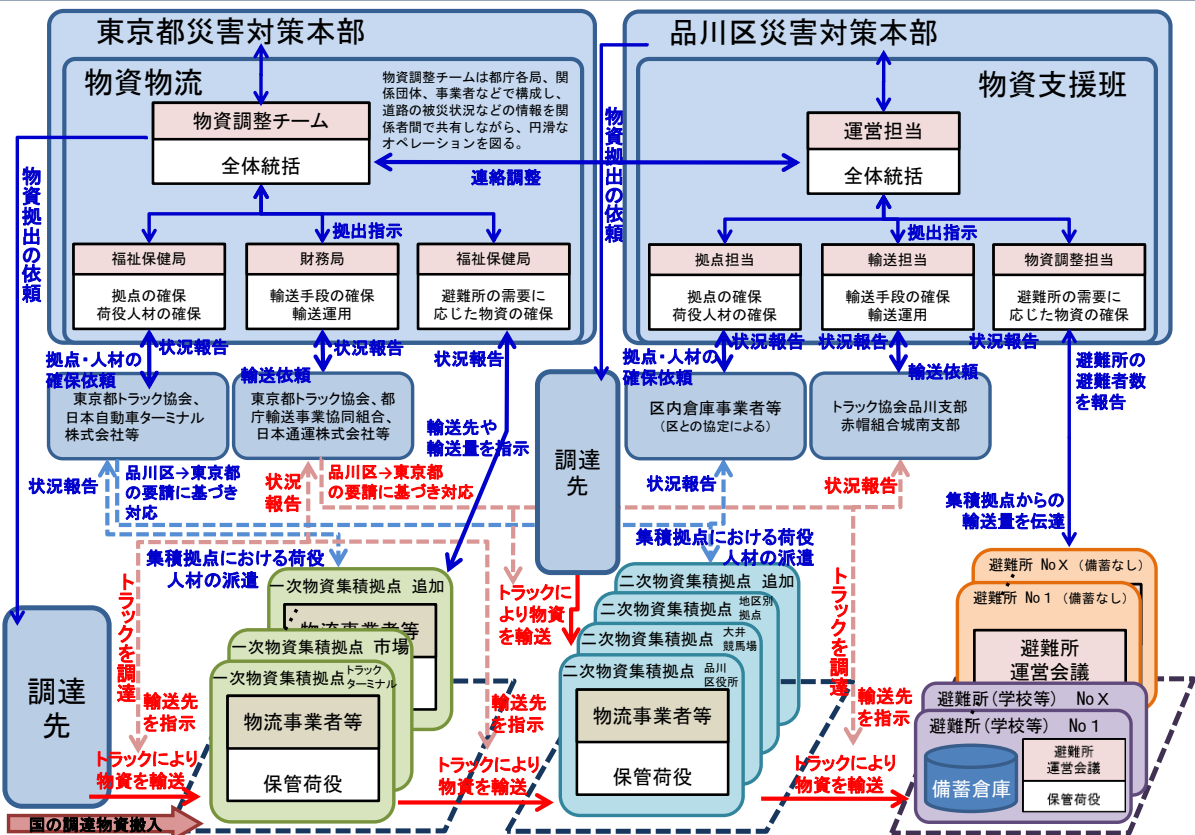 東京都災害対策本部
物資物流
物資調整チームは都庁各局、関
係団体、事業者などで構成し、
道路の被災状況などの情報を関
係者間で共有しながら、円滑な
オペレーションを図る。
物資調整チーム
全体統括
拠出指示
福祉保健局
拠点の確保
荷役人材の確保
財務局
輸送手段の確保
輸送運用
福祉保健局
避難所の需要に
応じた物資の確保
物資拠出の依頼
連絡調整
品川区災害対策本部
物資支援班
運営担当
全体統括
物資拠出の依頼
拠出指示
拠点担当
拠点の確保
荷役人材の確保
輸送担当
輸送手段の確保
輸送運用
物資調整担当
避難所の需要に
応じた物資の確保
状況報告
拠点・人材の
確保依頼
状況報告
輸送依頼
状況報告
状況報告
拠点・人材の
確保依頼
状況報告
輸送依頼
状況報告
避難所の
避難者数
を報告
東京都トラック協会、
日本自動車ターミナル
株式会社等
東京都トラック協会、都
庁輸送事業協同組合、
日本通運株式会社等
輸送先や
輸送量を指示
調達
先
区内倉庫事業者等
（区との協定による）
トラック協会品川支部
赤帽組合城南支部
状況報告
品川区→東京都
の要請に基づき
対応
状況
報告
品川区→東京都
の要請に基づき対応
状況報告
状況報告
集積拠点からの
輸送量を伝達
集積拠点における荷役
人材の派遣
集積拠点における荷役
人材の派遣
トラックを調達
一次物資集積拠点 追加
物流事業者等
一次物資集積拠点 市場
一次物資集積拠点 トラック
ターミナル
物流事業者等
保管荷役
トラックに
より物資
を輸送
二次物資集積拠点 追加
二次物資集積拠点 地区別
拠点
二次物資集積拠点 大井
競馬場
二次物資集積拠点 品川
区役所
物流事業者等
保管荷役
トラックを調達
避難所 NoX （備蓄なし）
避難所 No1 （備蓄なし）
避難所
運営会議
避難所（学校等） NoX
避難所（学校等） No1
備蓄倉庫
避難所
運営会議
保管荷役
調達
先
輸送先
を指示
トラックにより
物資を輸送
輸送先
を指示
トラックにより
物資を輸送
輸送先
を指示
トラックにより
物資を輸送
国の調達物資搬入